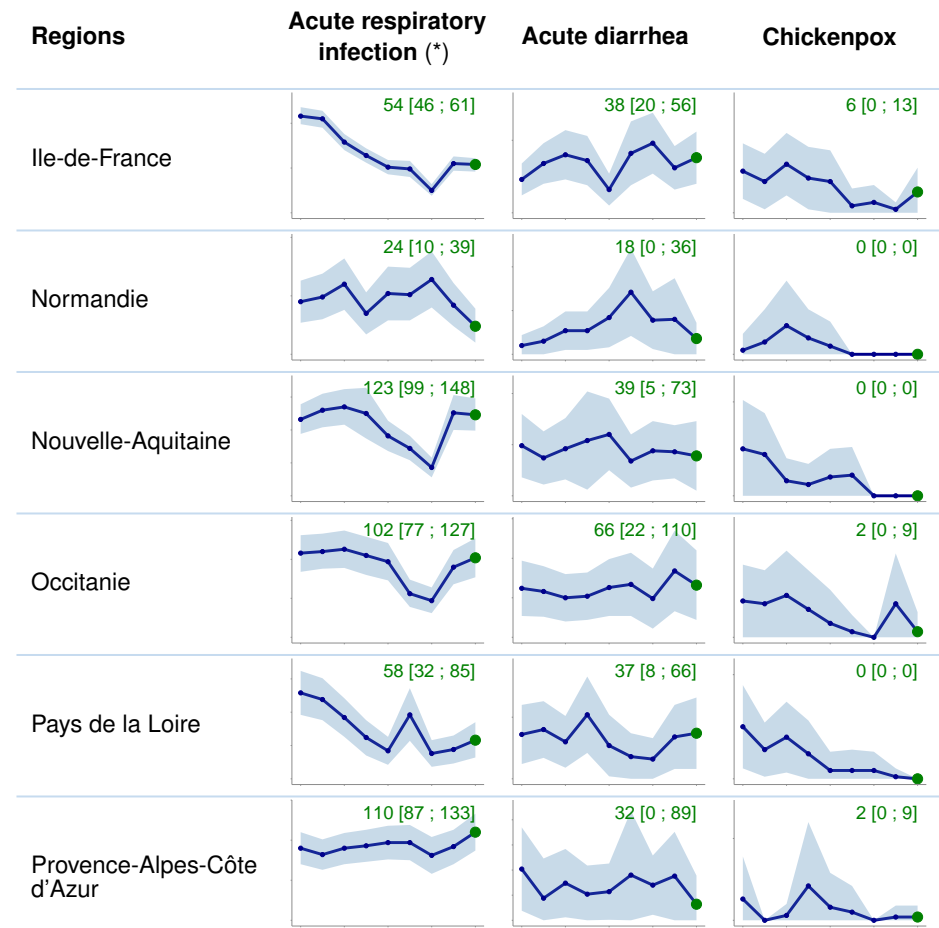 Regions
Acute respiratory
infection (*)
Acute diarrhea
Chickenpox
Ile-de-France
54 [46 ; 61]
38 [20 ; 56]
6 [0 ; 13]
Normandie
24 [10 ; 39]
18 [0 ; 36]
0 [0 ; 0]
Nouvelle-Aquitaine
123 [99 ; 148]
39 [5 ; 73]
0 [0 ; 0]
Occitanie
102 [77 ; 127]
66 [22 ; 110]
2 [0 ; 9]
Pays de la Loire
58 [32 ; 85]
37 [8 ; 66]
0 [0 ; 0]
Provence-Alpes-Côte
d'Azur
110 [87 ; 133]
32 [0 ; 89]
2 [0 ; 9]